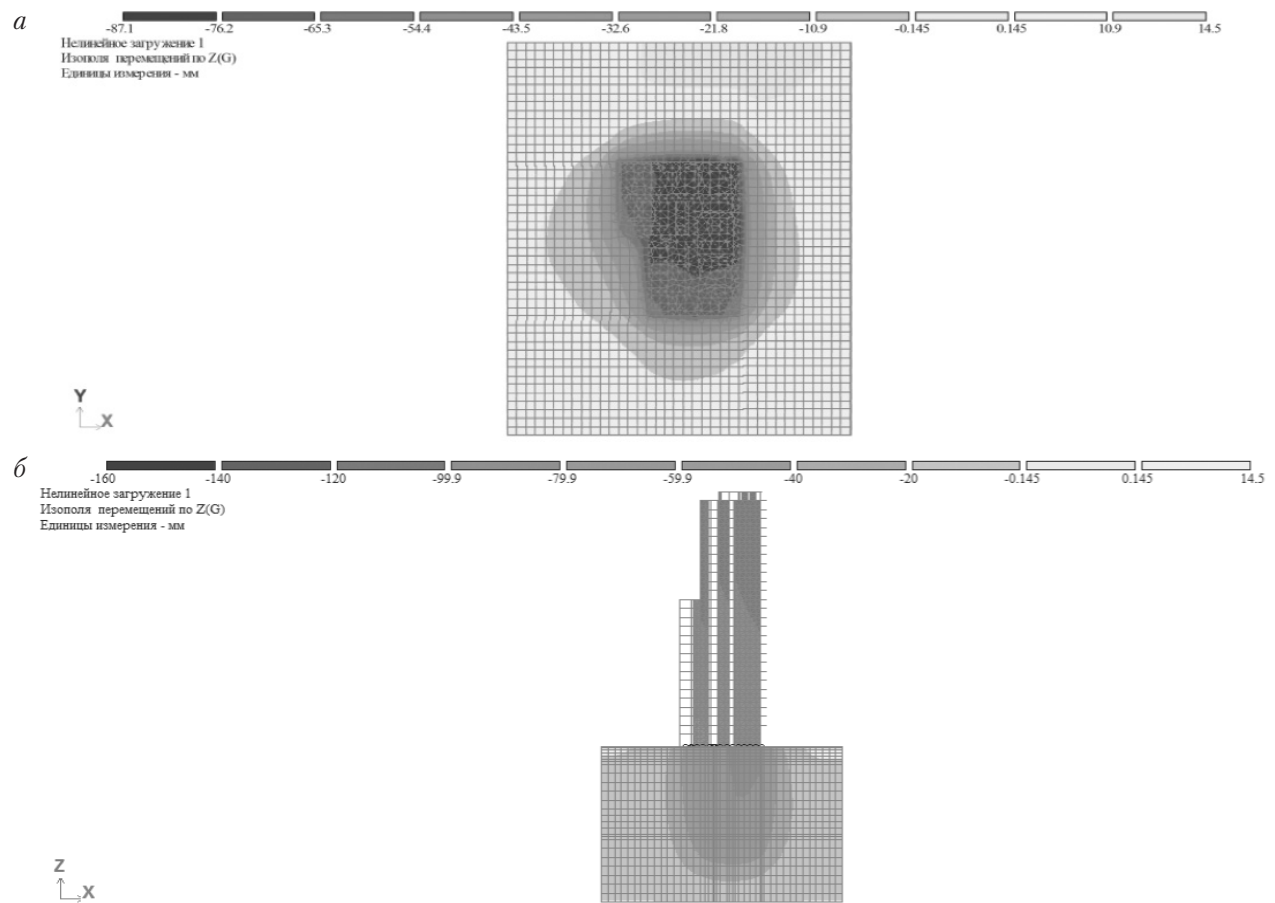 а
-87.1 -76.2 -65.3 -54.4 -43.5 -32.6 -21.8 -10.9 -0.145 0.145 10.9 14.5
Нелинейное загружение 1
Изополя перемещений по Z(G)
Единицы измерения - мм
Y
X
б
-160 -140 -120 -99.9 -79.9 -59.9 -40 -20 -0.145 0.145 14.5
Нелинейное загружение 1
Изополя перемещений по Z(G)
Единицы измерения - мм
Z
X